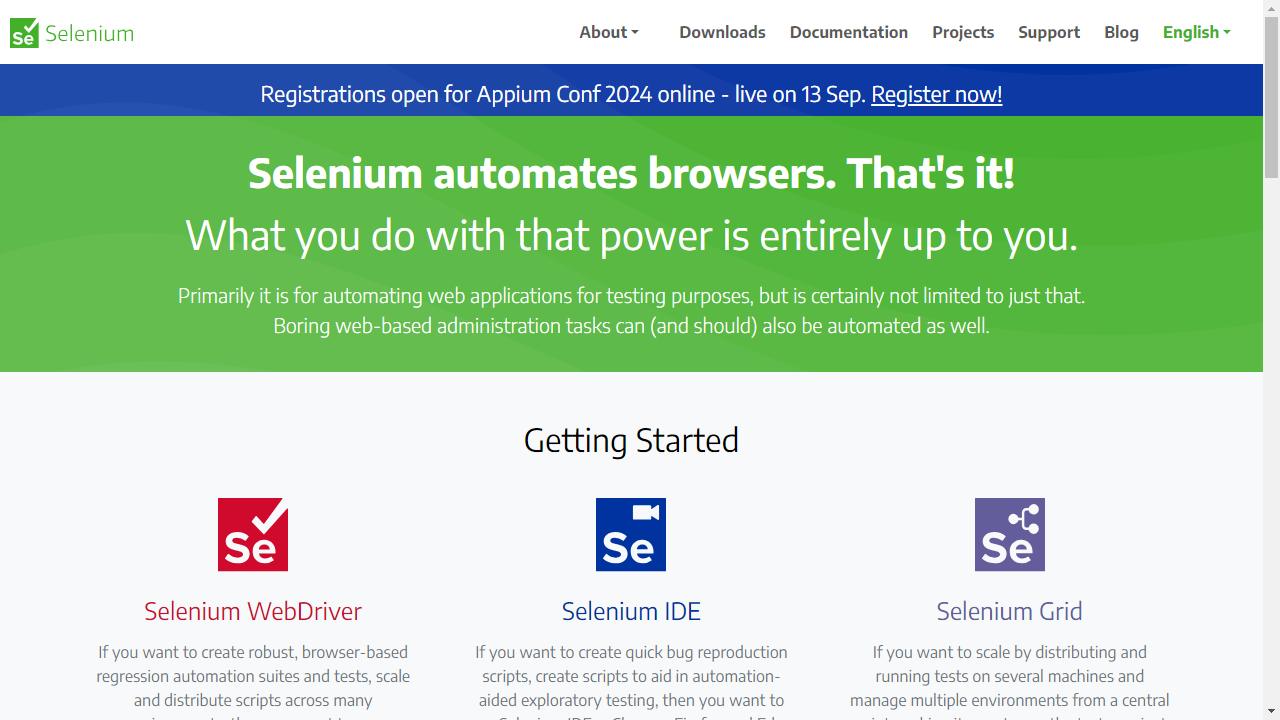 Se Selenium
About Downloads Documentation Projects Support Blog English
Registrations open for Appium Conf 2024 online - live on 13 Sep. Register now!
Selenium automates browsers. That's it!
What you do with that power is entirely up to you.
Primarily it is for automating web applications for testing purposes, but is certainly not limited to just that.
Boring web-based administration tasks can (and should) also be automated as well.
Getting Started
Se
Selenium WebDriver
If you want to create robust, browser-based
regression automation suites and tests, scale
and distribute scripts across many
Se
Selenium IDE
If you want to create quick bug reproduction
scripts, create scripts to aid in automation-
aided exploratory testing, then you want to
Se
Selenium Grid
If you want to scale by distributing and
running tests on several machines and
manage multiple environments from a central